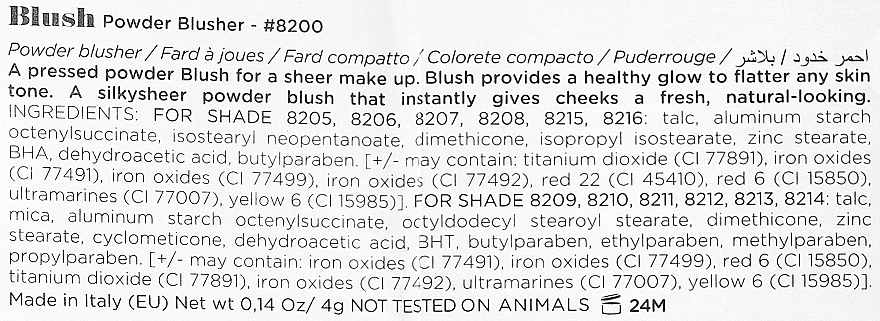 Blush Powder Blusher - #8200
Powder blusher / Fard à joues / Fard compatto / Colorete compacto / Puderrouge / احمر خدود / بلاشر
A pressed powder Blush for a sheer make up. Blush provides a healthy glow to flatter any skin
tone. A silkysheer powder blush that instantly gives cheeks a fresh, natural-looking.
INGREDIENTS: FOR SHADE 8205, 8206, 8207, 8208, 8215, 8216: talc, aluminum starch
octenylsuccinate, isostearyl neopentanoate, dimethicone, isopropyl isostearate, zinc stearate,
BHA, dehydroacetic acid, butylparaben. [+/- may contain: titanium dioxide (CI 77891), iron oxides
(CI 77491), iron oxides (CI 77499), iron oxides (CI 77492), red 22 (CI 45410), red 6 (CI 15850),
ultramarines (CI 77007), yellow 6 (CI 15985)]. FOR SHADE 8209, 8210, 8211, 8212, 8213, 8214: talc,
mica, aluminum starch octenylsuccinate, octyldodecyl stearoyl stearate, dimethicone, zinc
stearate, cyclometicone, dehydroacetic acid, BHT, butylparaben, ethylparaben, methylparaben,
propylparaben. [+/- may contain: iron oxides (CI 77491), iron oxides (CI 77499), red 6 (CI 15850),
titanium dioxide (CI 77891), iron oxides (CI 77492), ultramarines (CI 77007), yellow 6 (CI 15985)].
Made in Italy (EU) Net wt 0,14 Oz/ 4g NOT TESTED ON ANIMALS 24M